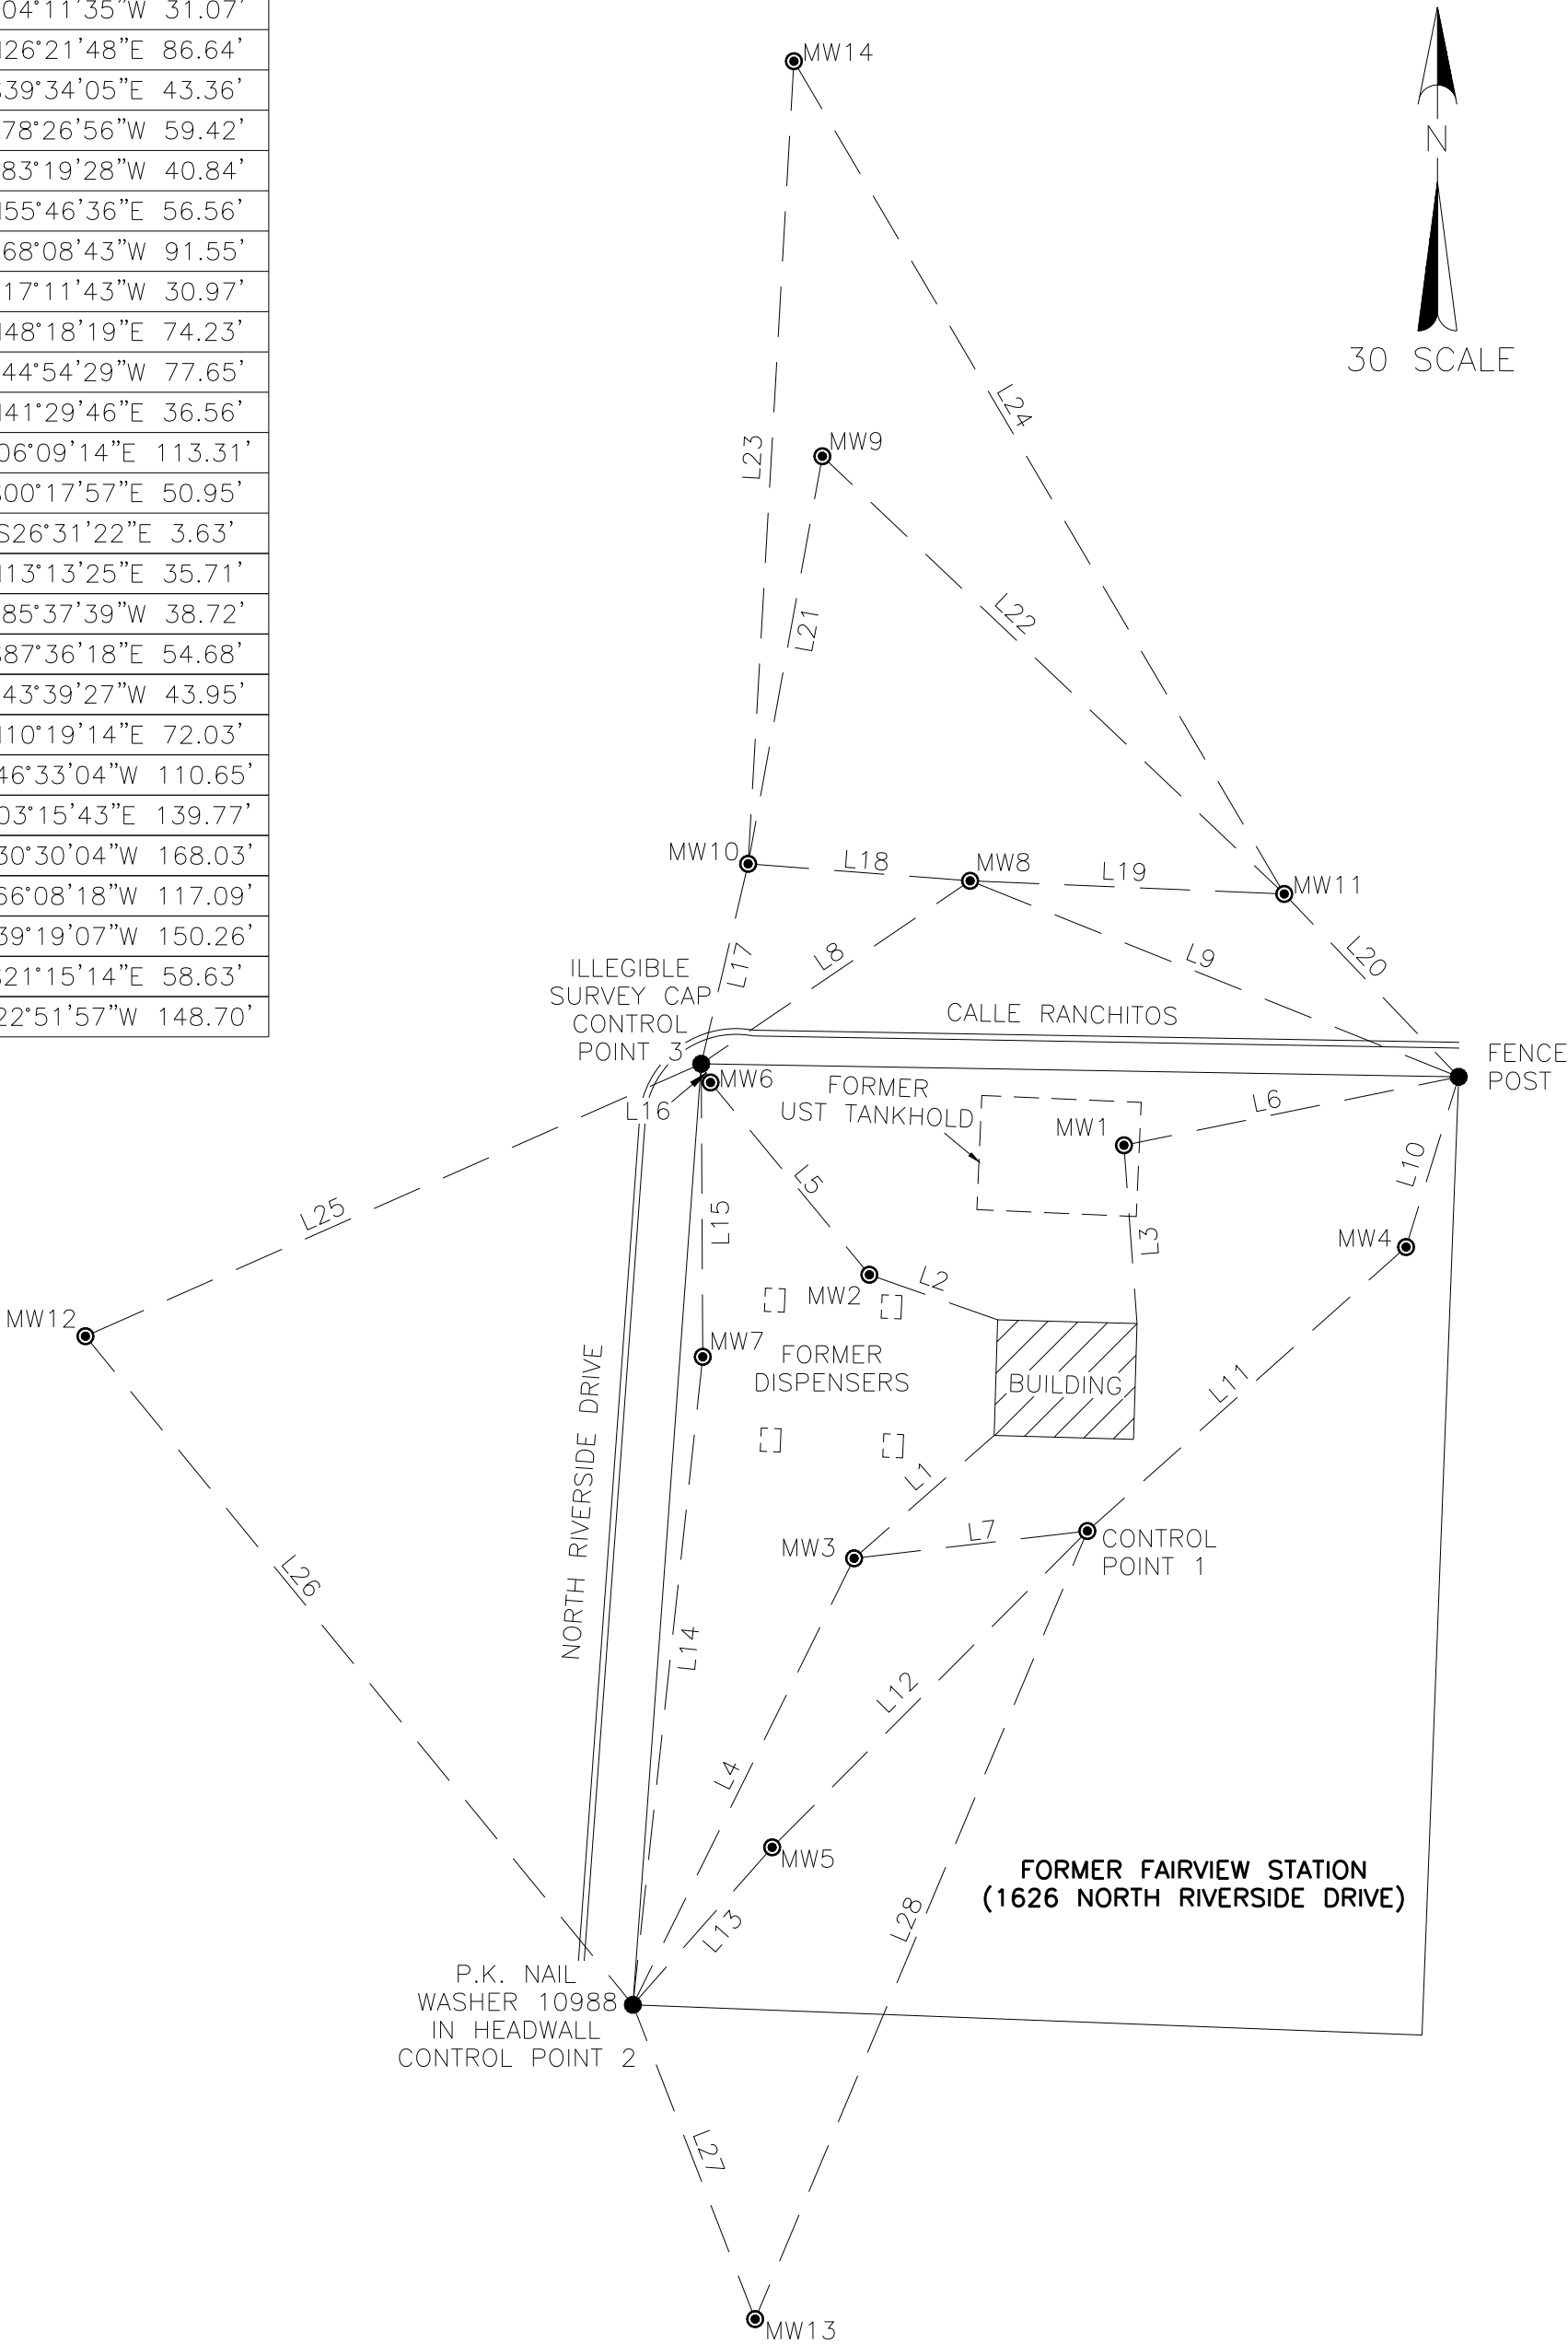 04°11'35"W 31.07'
26°21'48"E 86.64'
39°34'05"E 43.36'
78°26'56"W 59.42'
83°19'28"W 40.84'
55°46'36"E 56.56'
68°08'43"W 91.55'
17°11'43"W 30.97'
48°18'19"E 74.23'
44°54'29"W 77.65'
41°29'46"E 36.56'
06°09'14"E 113.31'
00°17'57"E 50.95'
S26°31'22"E 3.63'
13°13'25"E 35.71'
85°37'39"W 38.72'
87°36'18"E 54.68'
43°39'27"W 43.95'
10°19'14"E 72.03'
46°33'04"W 110.65'
03°15'43"E 139.77'
30°30'04"W 168.03'
66°08'18"W 117.09'
39°19'07"W 150.26'
21°15'14"E 58.63'
22°51'57"W 148.70'
MW14
N
30 SCALE
L24
L23
MW9
L22
L21
MW10
L18
MW8
L19
MW11
L17
L8
L9
L20
ILLEGIBLE
SURVEY CAP
CONTROL
POINT 3
CALLE RANCHITOS
FENCE
POST
MW6
L16
FORMER
UST TANKHOLD
MW1
L6
L10
L5
L15
L3
MW4
L25
MW12
L2
MW2
MW7
FORMER
DISPENSERS
BUILDING
L11
NORTH RIVERSIDE DRIVE
L1
MW3
L7
CONTROL
POINT 1
L26
L14
L12
L4
MW5
L13
L28
FORMER FAIRVIEW STATION
(1626 NORTH RIVERSIDE DRIVE)
P.K. NAIL
WASHER 10988
IN HEADWALL
CONTROL POINT 2
L27
MW13